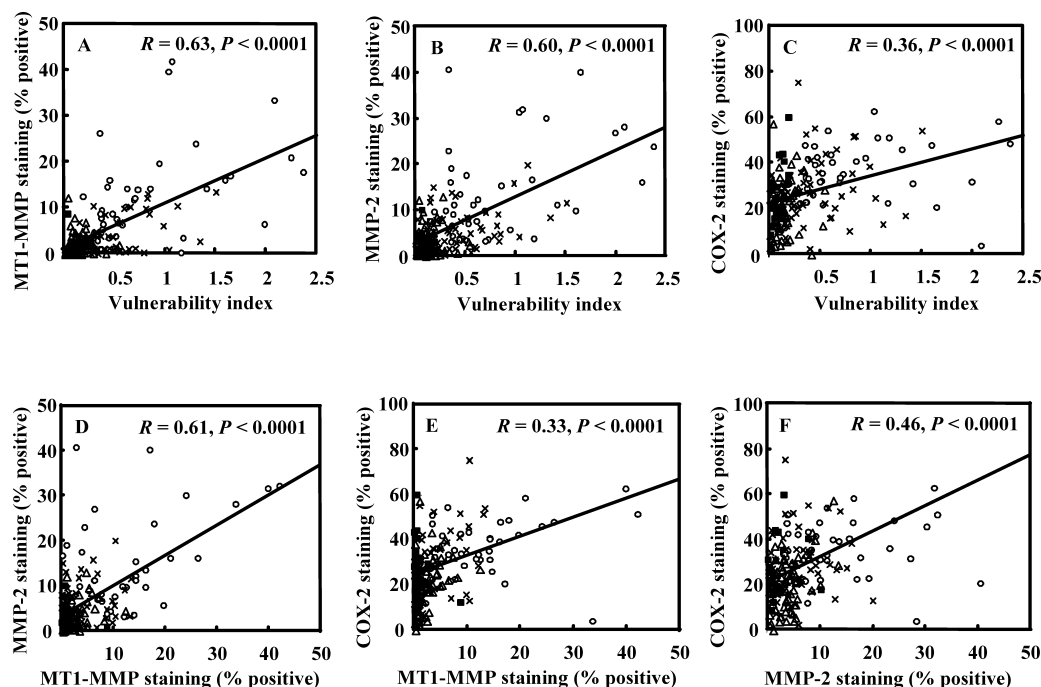 A
R = 0.63, P < 0.0001
MT1-MMP staining (% positive)
50
40
30
20
10
0
0.5
1
1.5
2
2.5
Vulnerability index
B
R = 0.60, P < 0.0001
MMP-2 staining (% positive)
50
40
30
20
10
0
0.5
1
1.5
2
2.5
Vulnerability index
C
R = 0.36, P < 0.0001
COX-2 staining (% positive)
100
80
60
40
20
0
0.5
1
1.5
2
2.5
Vulnerability index
D
R = 0.61, P < 0.0001
MMP-2 staining (% positive)
50
40
30
20
10
0
10
20
30
40
50
MT1-MMP staining (% positive)
E
R = 0.33, P < 0.0001
COX-2 staining (% positive)
100
80
60
40
20
0
10
20
30
40
50
MT1-MMP staining (% positive)
F
R = 0.46, P < 0.0001
COX-2 staining (% positive)
100
80
60
40
20
0
10
20
30
40
50
MMP-2 staining (% positive)